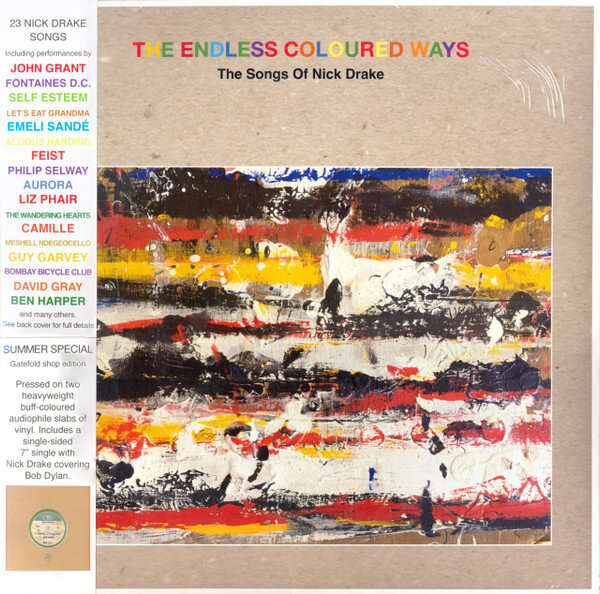 23 NICK DRAKE
SONGS
Including performances by
JOHN GRANT
FONTAINES D.C.
SELF ESTEEM
LET'S EAT GRANDMA
EMELI SANDÉ
ALDOUS HARDING
FEIST
PHILIP SELWAY
AURORA
LIZ PHAIR
THE WANDERING HEARTS
CAMILLE
MESHELL NDEGEOCELLO
GUY GARVEY
BOMBAY BICYCLE CLUB
DAVID GRAY
BEN HARPER
and many others.
See back cover for full details
SUMMER SPECIAL
Gatefold shop edition
Pressed on two
heavyweight
buff-coloured
audiophile slabs of
vinyl. Includes a
single-sided
7" single with
Nick Drake covering
Bob Dylan.
THE ENDLESS COLOURED WAYS
The Songs Of Nick Drake